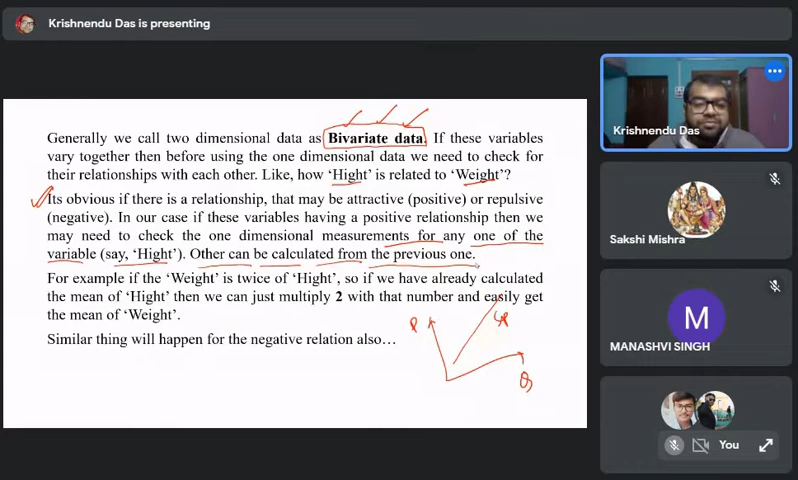 Krishnendu Das is presenting
Generally we call two dimensional data as Bivariate data. If these variables
vary together then before using the one dimensional data we need to check for
their relationships with each other. Like, how ‘Hight’ is related to ‘Weight’?
Its obvious if there is a relationship, that may be attractive (positive) or repulsive
(negative). In our case if these variables having a positive relationship then we
may need to check the one dimensional measurements for any one of the
variable (say, ‘Hight’). Other can be calculated from the previous one.
For example if the ‘Weight’ is twice of ‘Hight’, so if we have already calculated
the mean of ‘Hight’ then we can just multiply 2 with that number and easily get
the mean of ‘Weight’.
Similar thing will happen for the negative relation also…
Krishnendu Das
Sakshi Mishra
M
MANASHVI SINGH
You